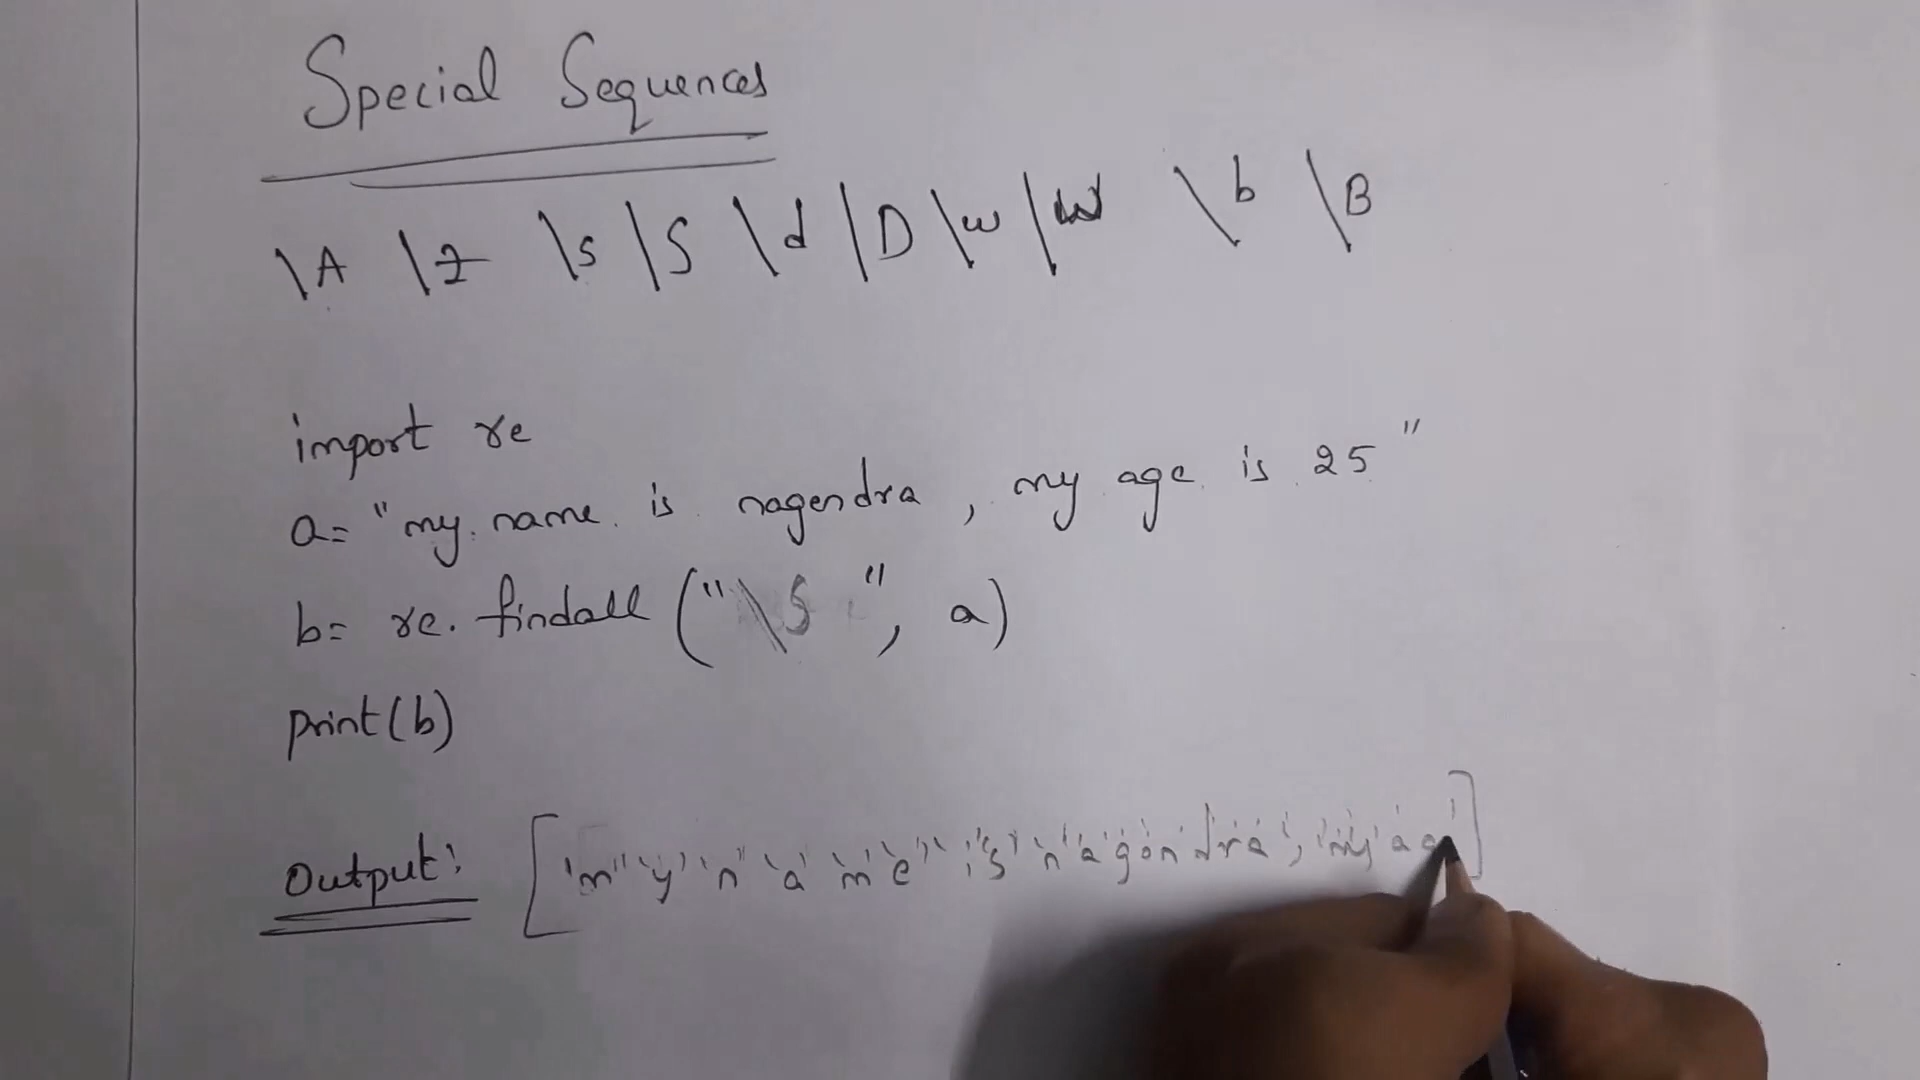 Special Sequences
\A \z \s \S \d \D \w \W \b \B
import re
a= "my name is nagendra, my age is 25"
b= re.findall("\S", a)
print(b)
Output: ['m' 'y' 'n' 'a' 'm' 'e' 'i' 's' 'n' 'a' 'g' 'e' 'n' 'd' 'r' 'a' ',' 'm' 'y' 'a' ]